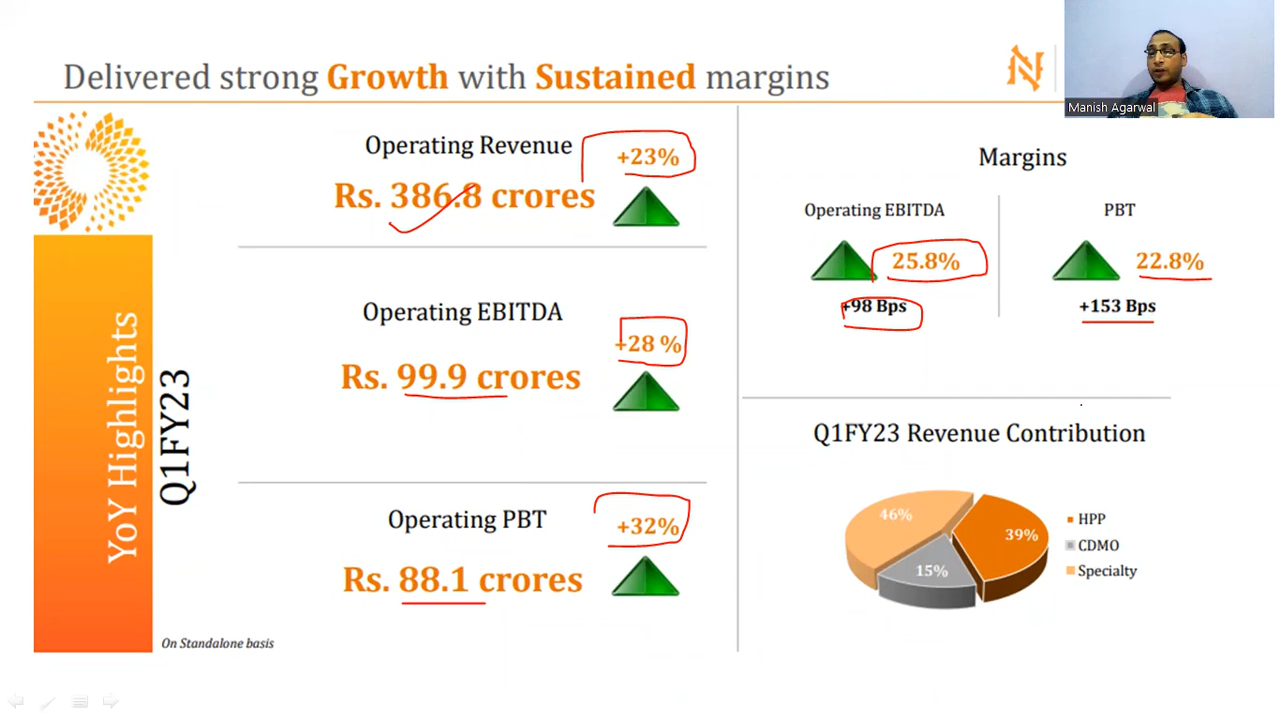 Delivered strong Growth with Sustained margins
Manish Agarwal
YoY Highlights
Q1FY23
Operating Revenue
+23%
Rs. 386.8 crores
Operating EBITDA
+28 %
Rs. 99.9 crores
Operating PBT
+32%
Rs. 88.1 crores
On Standalone basis
Margins
Operating EBITDA
25.8%
+98 Bps
PBT
22.8%
+153 Bps
Q1FY23 Revenue Contribution
46%
39%
15%
HPP
CDMO
Specialty